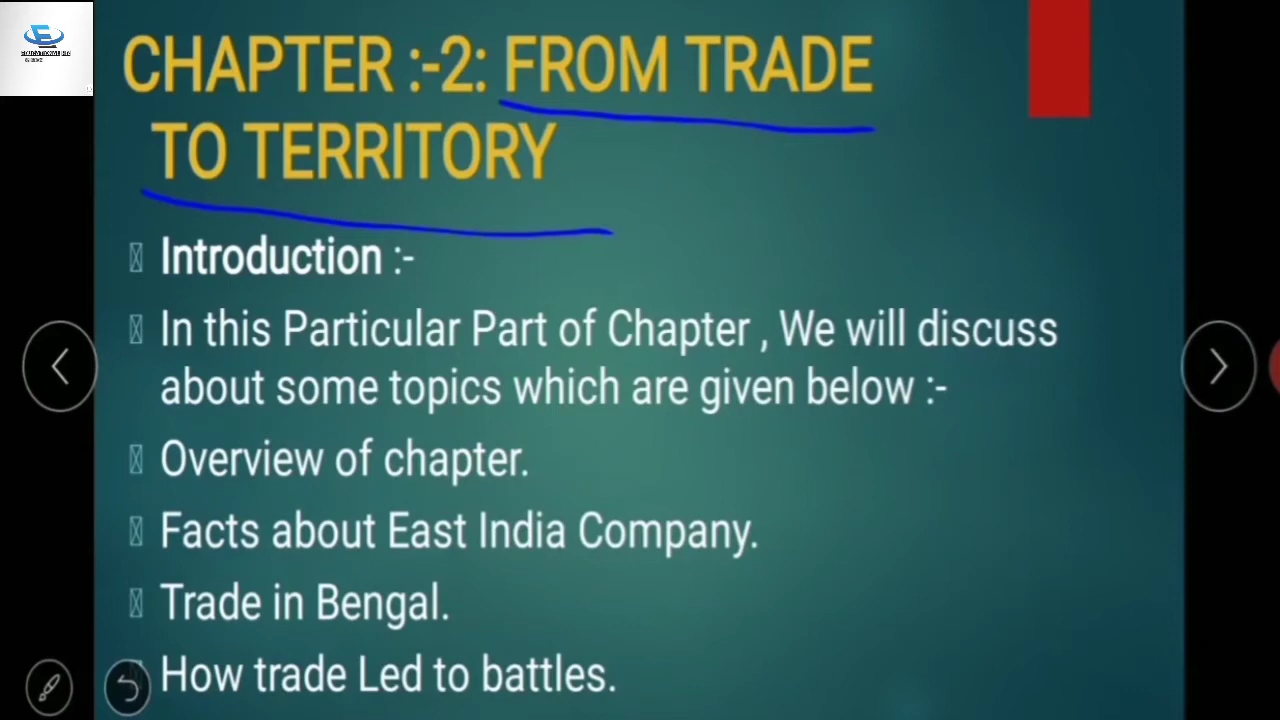 CHAPTER :-2: FROM TRADE
TO TERRITORY
Introduction :-
In this Particular Part of Chapter , We will discuss
about some topics which are given below :-
Overview of chapter.
Facts about East India Company.
Trade in Bengal.
How trade Led to battles.